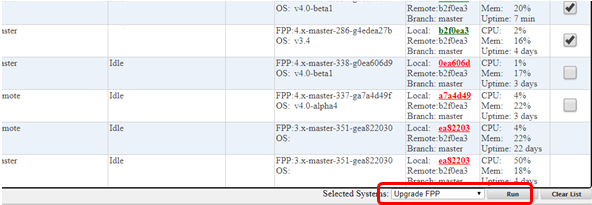 OS: v4.0-beta1 Remote:b2f0ea3 Mem: 20%
Branch: master Uptime: 7 min
aster FPP:4.x-master-286-g4edea27b Local: b2f0ea3 CPU: 2%
OS: v3.4 Remote:b2f0ea3 Mem: 16%
Branch: master Uptime: 4 days
aster Idle FPP:4.x-master-338-g0ea606d9 Local: 0ea606d CPU: 1%
OS: v4.0-beta1 Remote:b2f0ea3 Mem: 17%
Branch: master Uptime: 3 days
mote Idle FPP:4.x-master-337-ga7a4d49f Local: a7a4d49 CPU: 4%
OS: v4.0-alpha4 Remote:b2f0ea3 Mem: 22%
Branch: master Uptime: 3 days
mote Idle FPP:3.x-master-351-gea822030 Local: ea82203 CPU: 4%
OS: Remote:b2f0ea3 Mem: 22%
Branch: master Uptime: 22 days
aster Idle FPP:3.x-master-351-gea822030 Local: ea82203 CPU: 50%
OS: Remote:b2f0ea3 Mem: 18%
Branch: master Uptime: 4 days
Selected Systems: Upgrade FPP Run Clear List